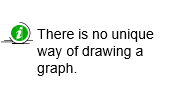 There is no unique
way of drawing a
graph.